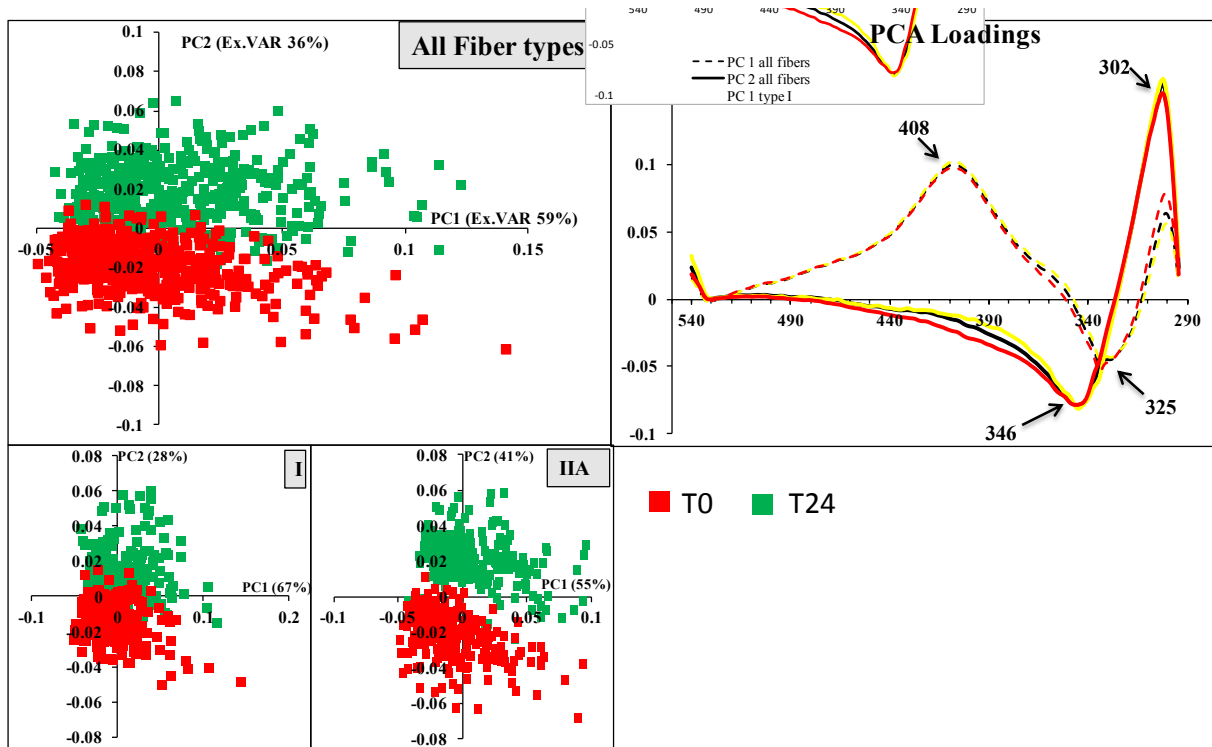 540 490 440 390 340 290
-0.05
-0.1
PCA Loadings
PC 1 all fibers
PC 2 all fibers
PC 1 type I
All Fiber types
PC2 (Ex.VAR 36%)
PC1 (Ex.VAR 59%)
0.1
0.08
0.06
0.04
0.02
0
-0.02
-0.04
-0.06
-0.08
-0.1
-0.05 0 0.05 0.1 0.15
302
408
346
325
0.1
0.05
0
-0.05
-0.1
540 490 440 390 340 290
I
PC2 (28%)
PC1 (67%)
0.08
0.06
0.04
0.02
0
-0.02
-0.04
-0.06
-0.08
-0.1 0 0.1 0.2
IIA
PC2 (41%)
PC1 (55%)
0.08
0.06
0.04
0.02
0
-0.02
-0.04
-0.06
-0.08
-0.1 -0.05 0 0.05 0.1
T0 T24